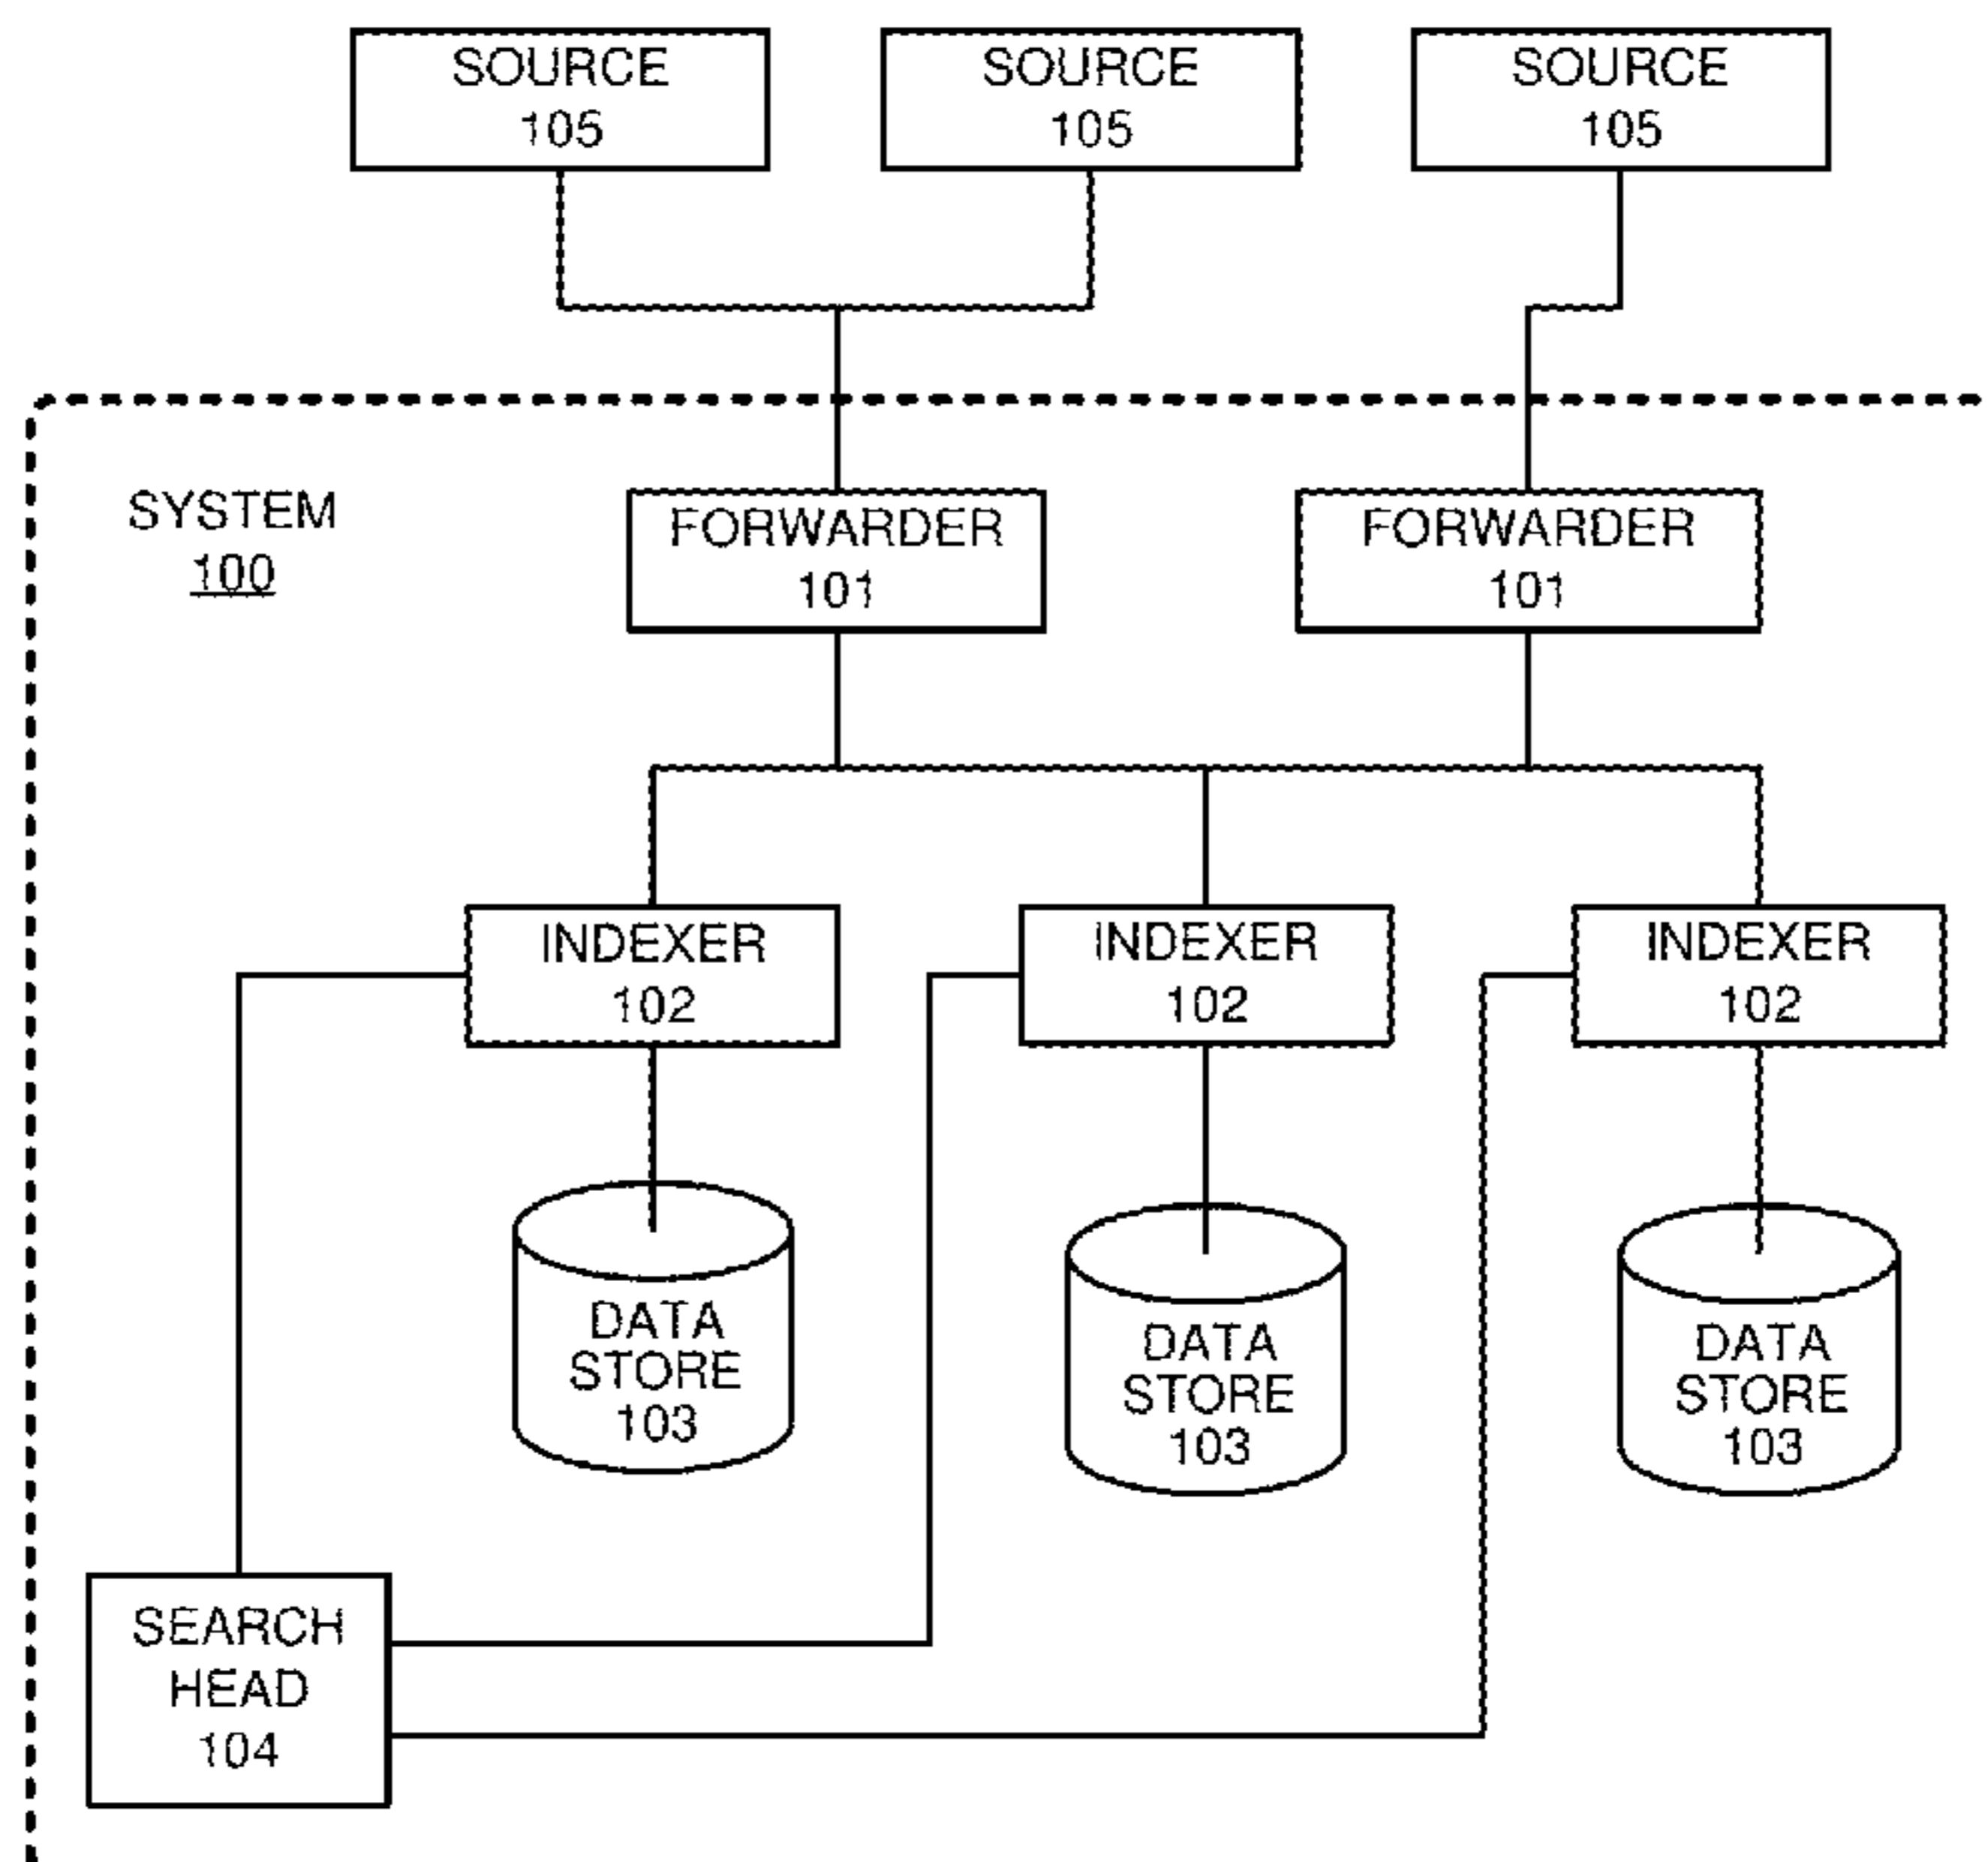 SOURCE
105
SOURCE
105
SOURCE
105
SYSTEM
100
FORWARDER
101
FORWARDER
101
INDEXER
102
INDEXER
102
INDEXER
102
DATA
STORE
103
DATA
STORE
103
DATA
STORE
103
SEARCH
HEAD
104